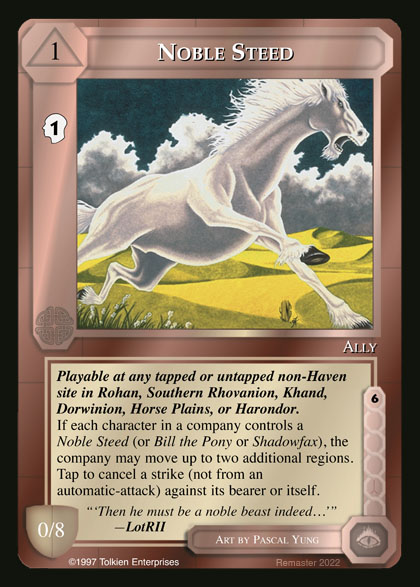 1
Noble Steed
1
Ally
Playable at any tapped or untapped non-Haven
site in Rohan, Southern Rhovanion, Khand,
Dorwinion, Horse Plains, or Harondor.
If each character in a company controls a
Noble Steed (or Bill the Pony or Shadowfax), the
company may move up to two additional regions.
Tap to cancel a strike (not from an
automatic-attack) against its bearer or itself.
“‘Then he must be a noble beast indeed…’”
—LotRII
6
0/8
Art by Pascal Yung
©1997 Tolkien Enterprises
Remaster 2022